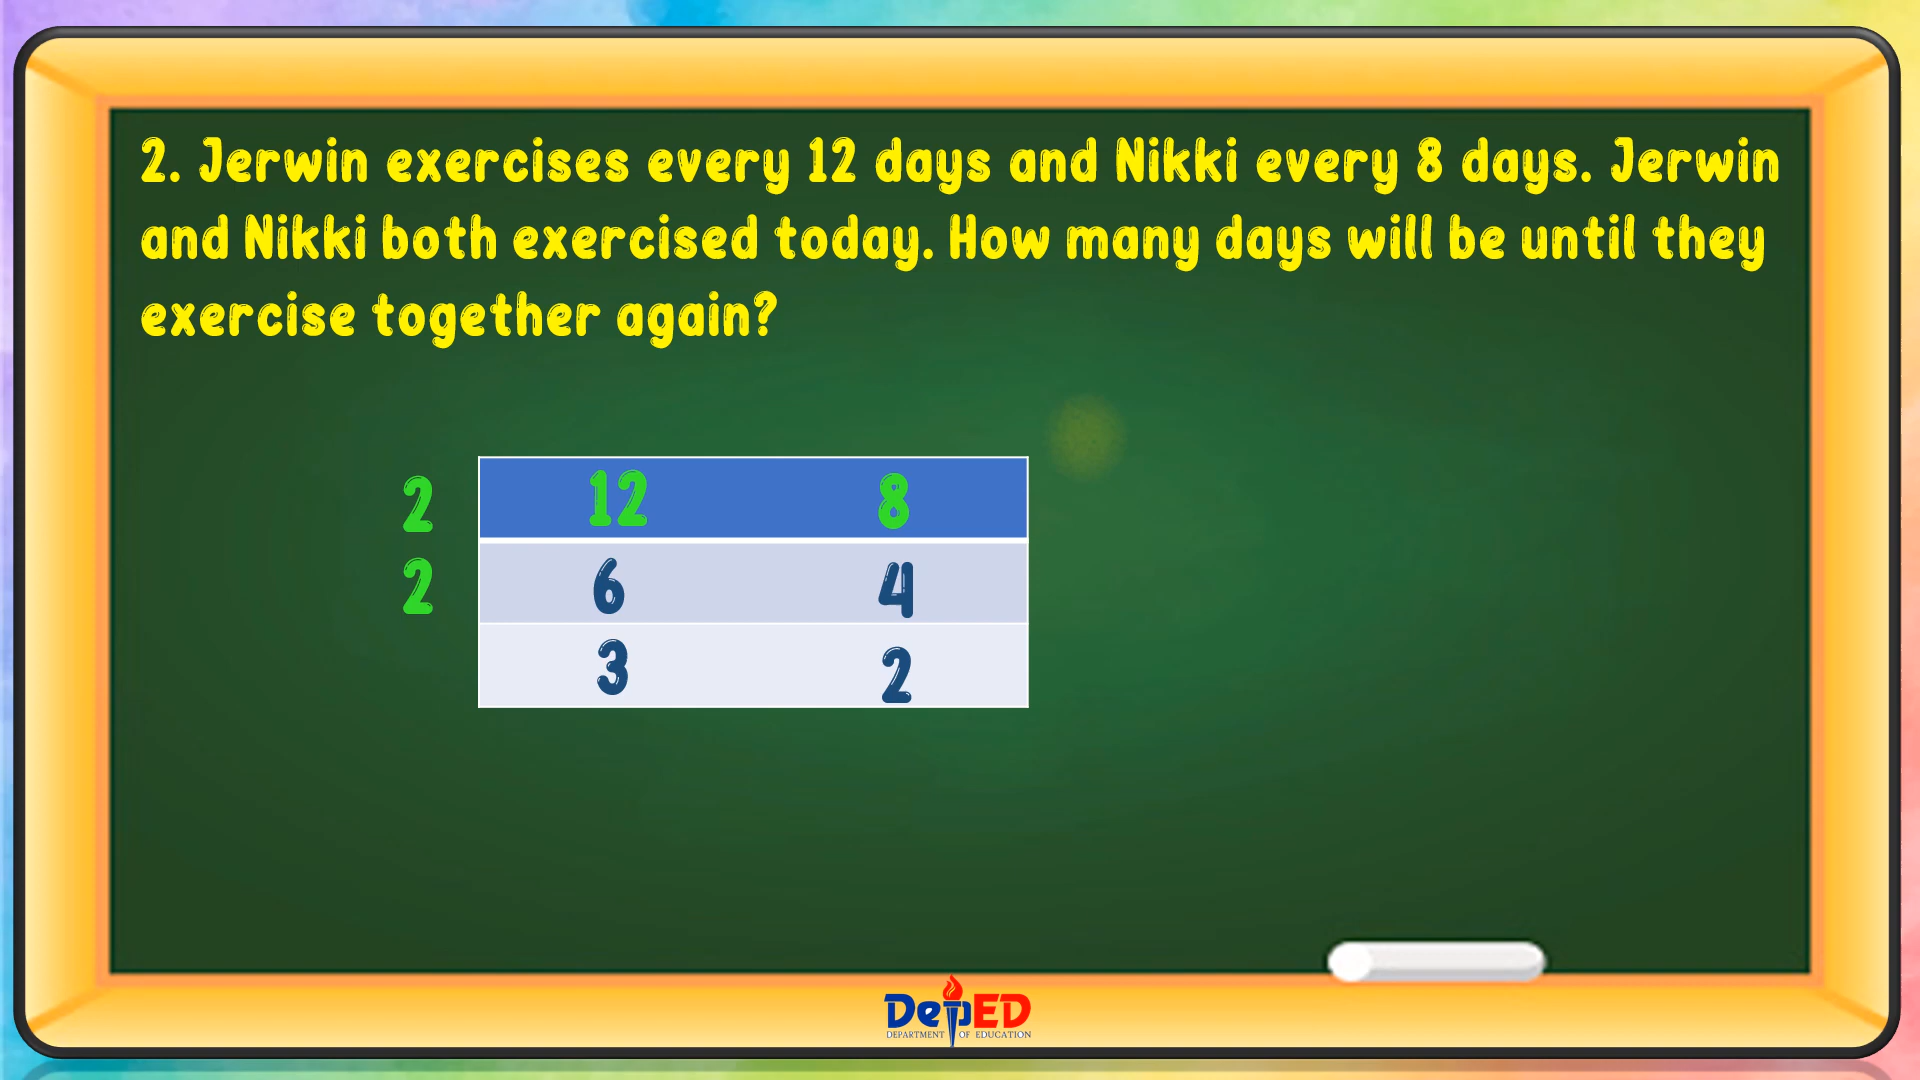 2. Jerwin exercises every 12 days and Nikki every 8 days. Jerwin
and Nikki both exercised today. How many days will be until they
exercise together again?
2 12 8
2 6 4
3 2
DepED
DEPARTMENT OF EDUCATION